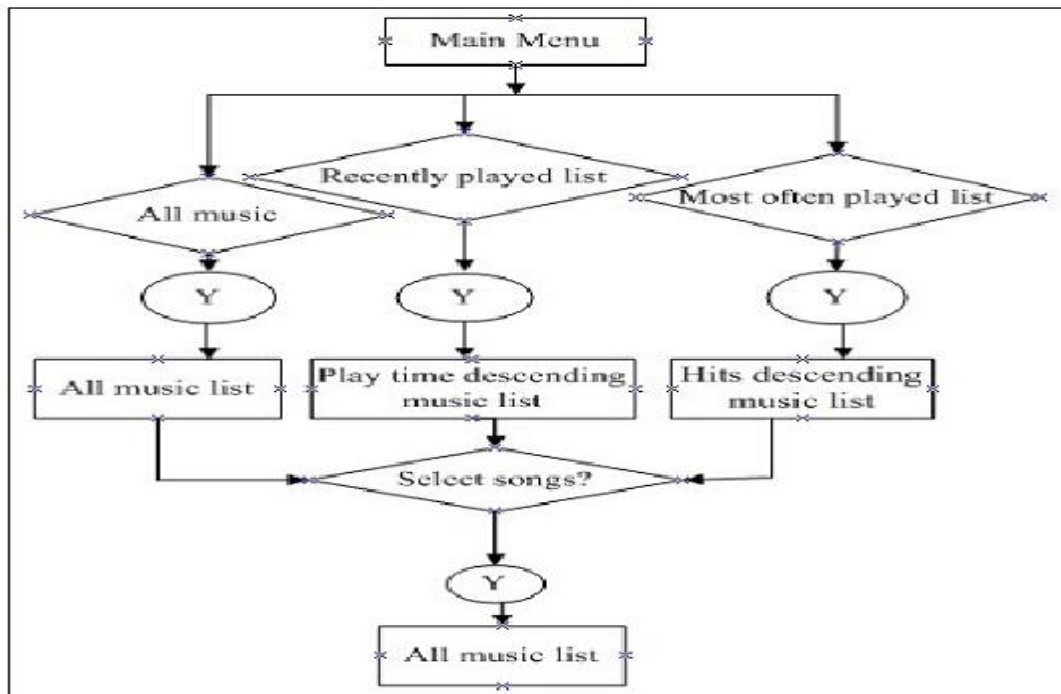 Main Menu
Recently played list
All music
Most often played list
Y
Y
Y
All music list
Play time descending
music list
Hits descending
music list
Select songs?
Y
All music list